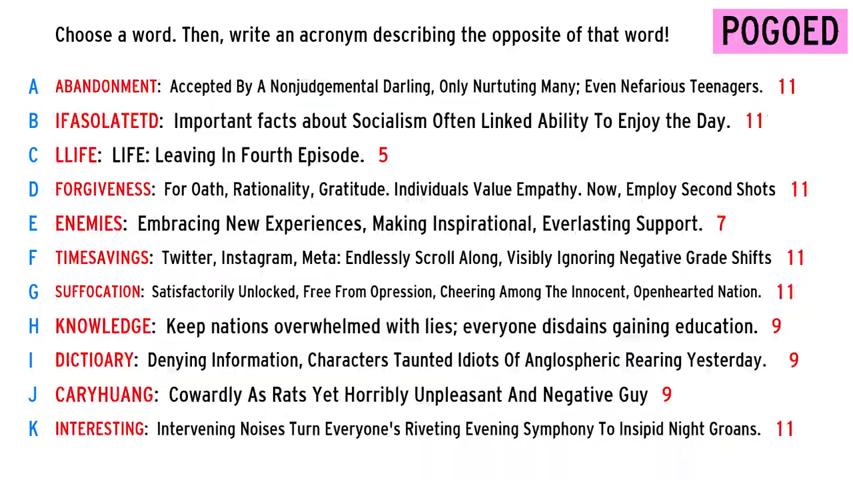 Choose a word. Then, write an acronym describing the opposite of that word!
POGOED
A ABANDONMENT: Accepted By A Nonjudgemental Darling, Only Nurtuting Many; Even Nefarious Teenagers. 11
B IFASOLATETD: Important facts about Socialism Often Linked Ability To Enjoy the Day. 11
C LLIFE: LIFE: Leaving In Fourth Episode. 5
D FORGIVENESS: For Oath, Rationality, Gratitude. Individuals Value Empathy. Now, Employ Second Shots 11
E ENEMIES: Embracing New Experiences, Making Inspirational, Everlasting Support. 7
F TIMESAVINGS: Twitter, Instagram, Meta: Endlessly Scroll Along, Visibly Ignoring Negative Grade Shifts 11
G SUFFOCATION: Satisfactorily Unlocked, Free From Opression, Cheering Among The Innocent, Openhearted Nation. 11
H KNOWLEDGE: Keep nations overwhelmed with lies; everyone disdains gaining education. 9
I DICTIOARY: Denying Information, Characters Taunted Idiots Of Anglospheric Rearing Yesterday. 9
J CARYHUANG: Cowardly As Rats Yet Horribly Unpleasant And Negative Guy 9
K INTERESTING: Intervening Noises Turn Everyone's Riveting Evening Symphony To Insipid Night Groans. 11